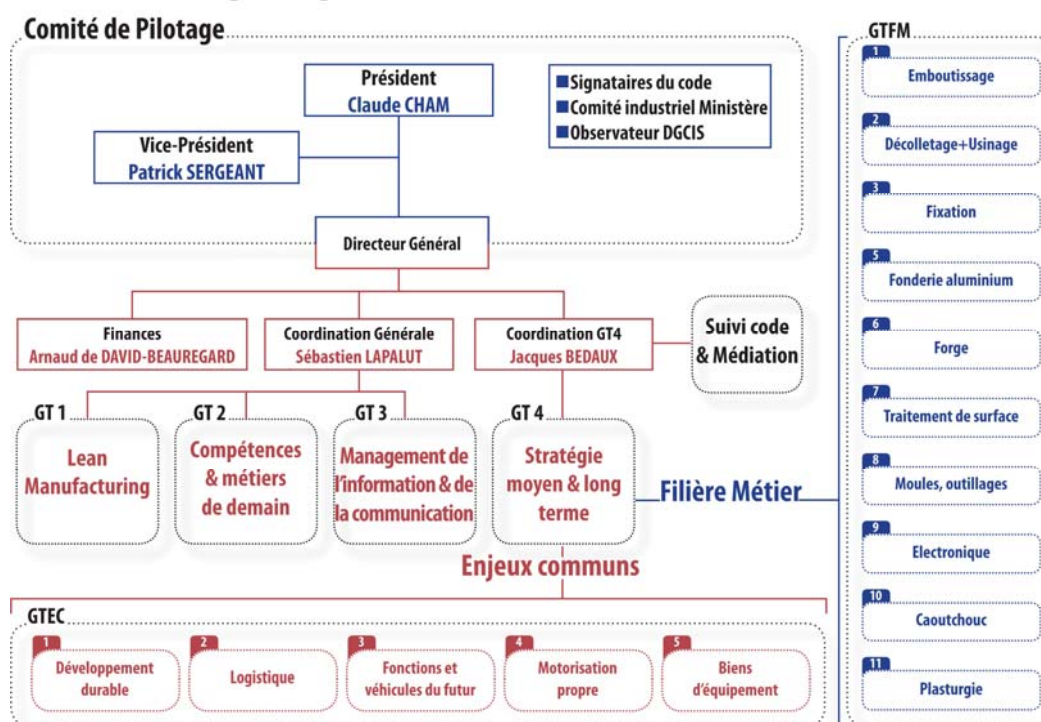 Comité de Pilotage
Président
Claude CHAM
Vice-Président
Patrick SERGEANT
■Signataires du code
■Comité industriel Ministère
■Observateur DGCIS
Directeur Général
Finances
Arnaud de DAVID-BEAUREGARD
Coordination Générale
Sébastien LAPALUT
Coordination GT4
Jacques BEDAUX
Suivi code
& Médiation
GT 1
Lean
Manufacturing
GT 2
Compétences
& métiers
de demain
GT 3
Management de
l'information & de
la communication
GT 4
Stratégie
moyen & long
terme
Filière Métier
Enjeux communs
GTEC
1
Développement
durable
2
Logistique
3
Fonctions et
véhicules du futur
4
Motorisation
propre
5
Biens
d'équipement
GTFM
1
Emboutissage
2
Décolletage+Usinage
3
Fixation
5
Fonderie aluminium
6
Forge
7
Traitement de surface
8
Moules, outillages
9
Electronique
10
Caoutchouc
11
Plasturgie